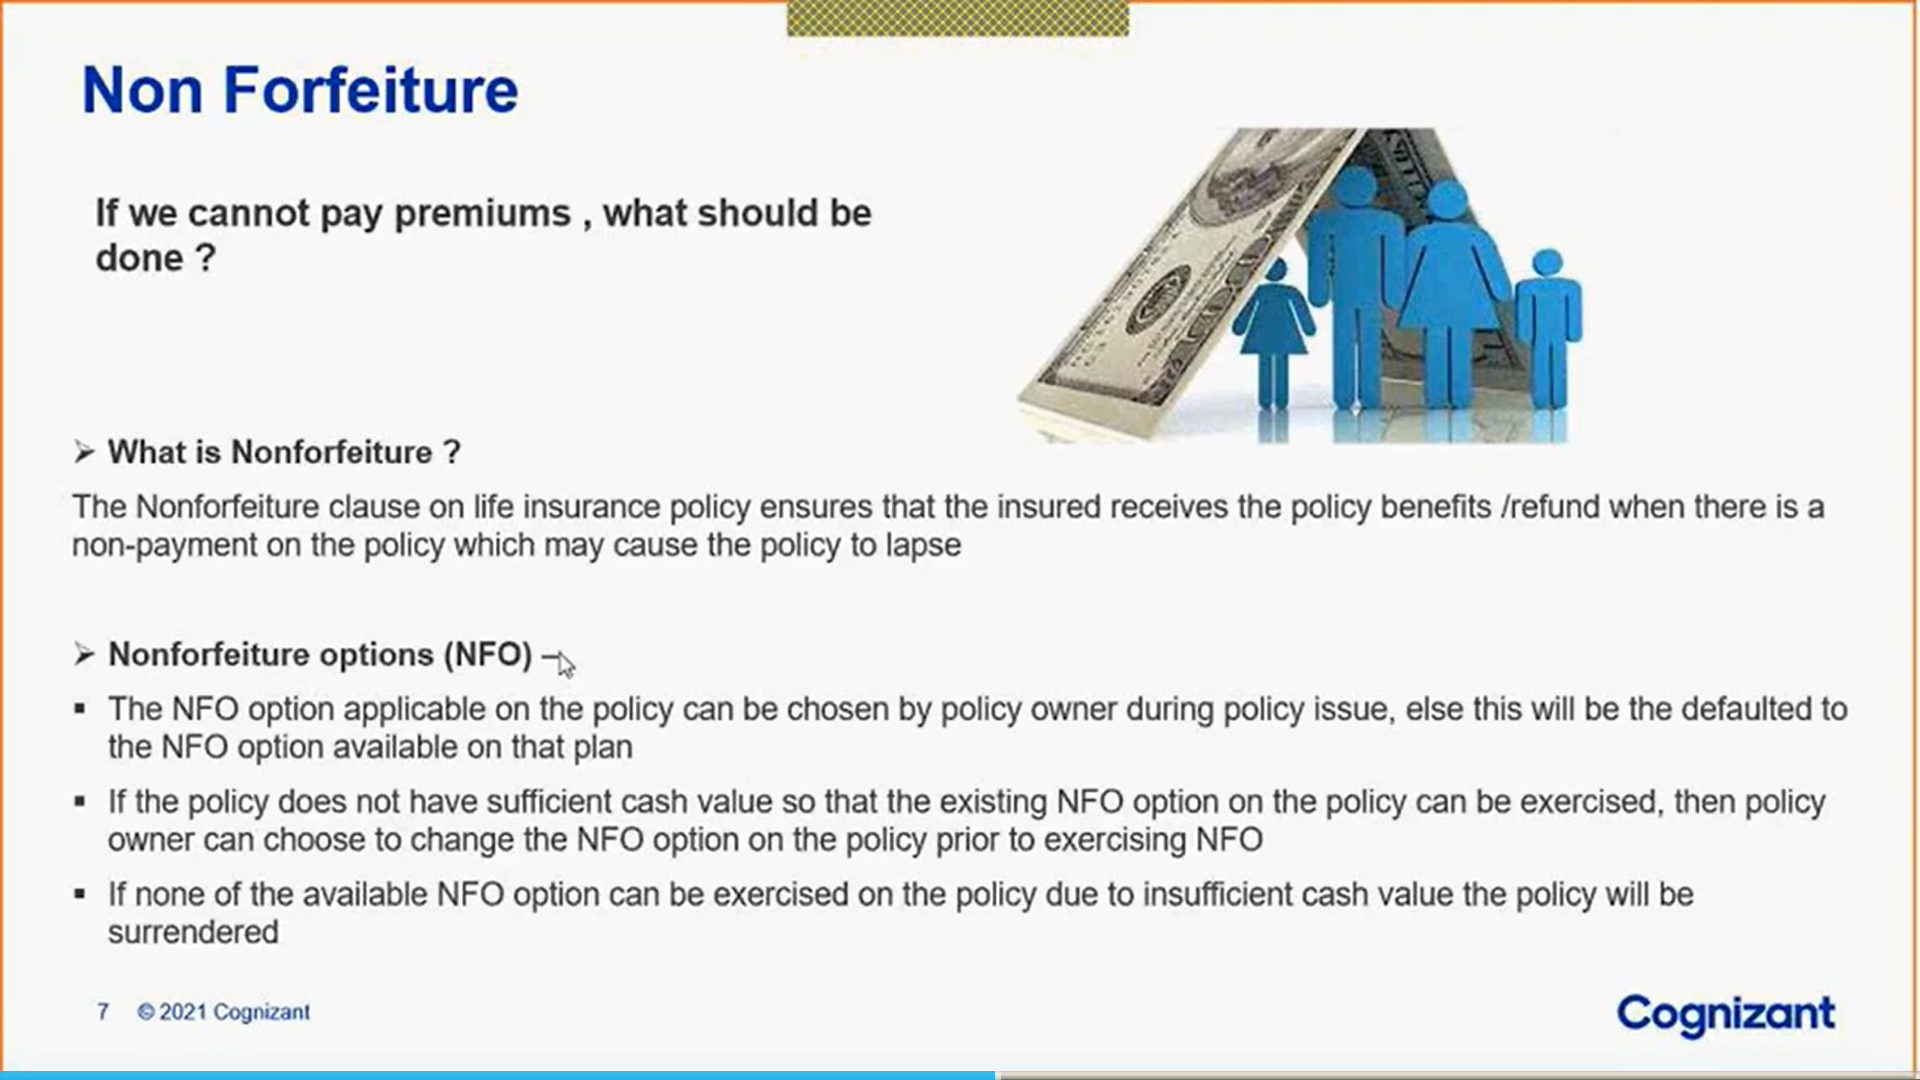 Non Forfeiture
If we cannot pay premiums , what should be
done ?
➢ What is Nonforfeiture ?
The Nonforfeiture clause on life insurance policy ensures that the insured receives the policy benefits /refund when there is a
non-payment on the policy which may cause the policy to lapse
➢ Nonforfeiture options (NFO) –
▪ The NFO option applicable on the policy can be chosen by policy owner during policy issue, else this will be the defaulted to
the NFO option available on that plan
▪ If the policy does not have sufficient cash value so that the existing NFO option on the policy can be exercised, then policy
owner can choose to change the NFO option on the policy prior to exercising NFO
▪ If none of the available NFO option can be exercised on the policy due to insufficient cash value the policy will be
surrendered
7 © 2021 Cognizant
Cognizant